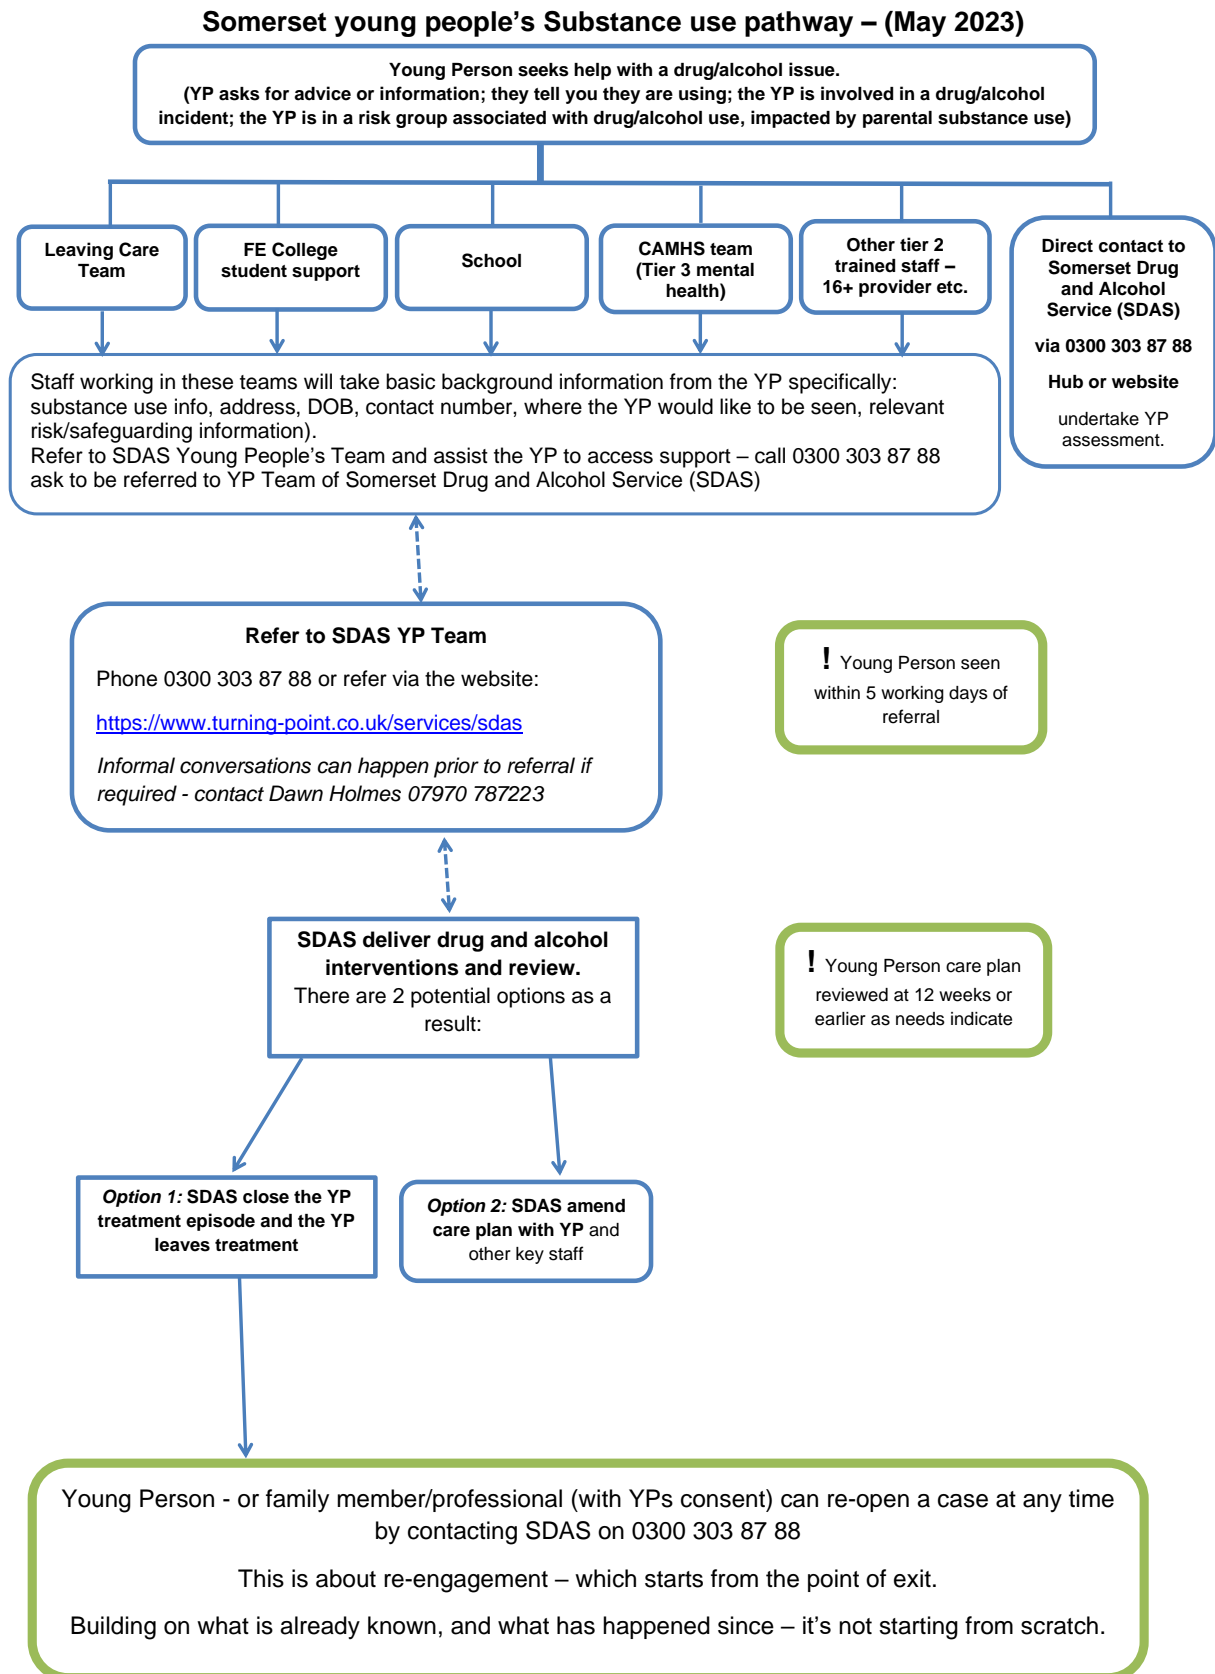 Somerset young people's Substance use pathway – (May 2023)
Young Person seeks help with a drug/alcohol issue.
(YP asks for advice or information; they tell you they are using; the YP is involved in a drug/alcohol
incident; the YP is in a risk group associated with drug/alcohol use, impacted by parental substance use)
Leaving Care
Team
FE College
student support
School
CAMHS team
(Tier 3 mental
health)
Other tier 2
trained staff –
16+ provider etc.
Direct contact to
Somerset Drug
and Alcohol
Service (SDAS)
via 0300 303 87 88
Hub or website
undertake YP
assessment.
Staff working in these teams will take basic background information from the YP specifically:
substance use info, address, DOB, contact number, where the YP would like to be seen, relevant
risk/safeguarding information).
Refer to SDAS Young People's Team and assist the YP to access support – call 0300 303 87 88
ask to be referred to YP Team of Somerset Drug and Alcohol Service (SDAS)
Refer to SDAS YP Team
Phone 0300 303 87 88 or refer via the website:
https://www.turning-point.co.uk/services/sdas
Informal conversations can happen prior to referral if
required - contact Dawn Holmes 07970 787223
! Young Person seen
within 5 working days of
referral
SDAS deliver drug and alcohol
interventions and review.
There are 2 potential options as a
result:
! Young Person care plan
reviewed at 12 weeks or
earlier as needs indicate
Option 1: SDAS close the YP
treatment episode and the YP
leaves treatment
Option 2: SDAS amend
care plan with YP and
other key staff
Young Person - or family member/professional (with YPs consent) can re-open a case at any time
by contacting SDAS on 0300 303 87 88
This is about re-engagement – which starts from the point of exit.
Building on what is already known, and what has happened since – it's not starting from scratch.